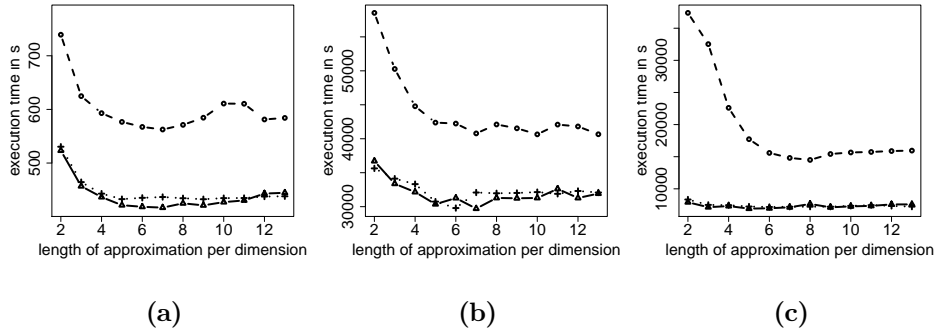 execution time in s
500 600 700
2 4 6 8 10 12
length of approximation per dimension
(a)
execution time in s
30000 40000 50000
2 4 6 8 10 12
length of approximation per dimension
(b)
execution time in s
10000 20000 30000
2 4 6 8 10 12
length of approximation per dimension
(c)